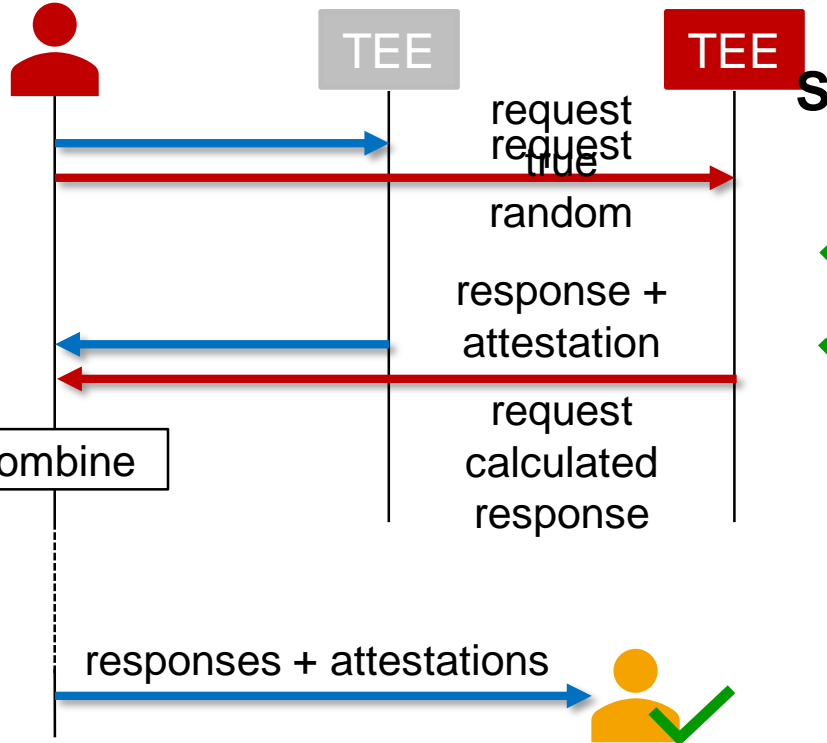 TEE
TEE
S
request
request
true
random
response +
attestation
request
calculated
response
ombine
responses + attestations